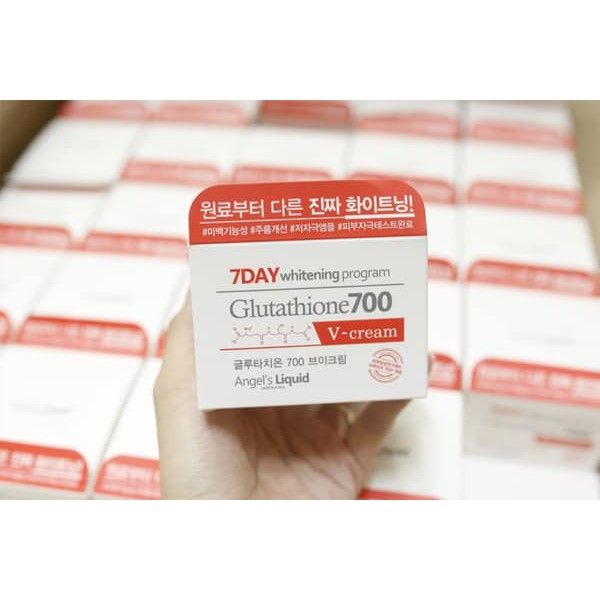 원료부터 다른 진짜 화이트닝!
#미백기능성 #주름개선 #저자극앰플 #피부자극테스트완료
7DAY whitening program
Glutathione700
V-cream
글루타치온 700 브이크림
Angel's Liquid